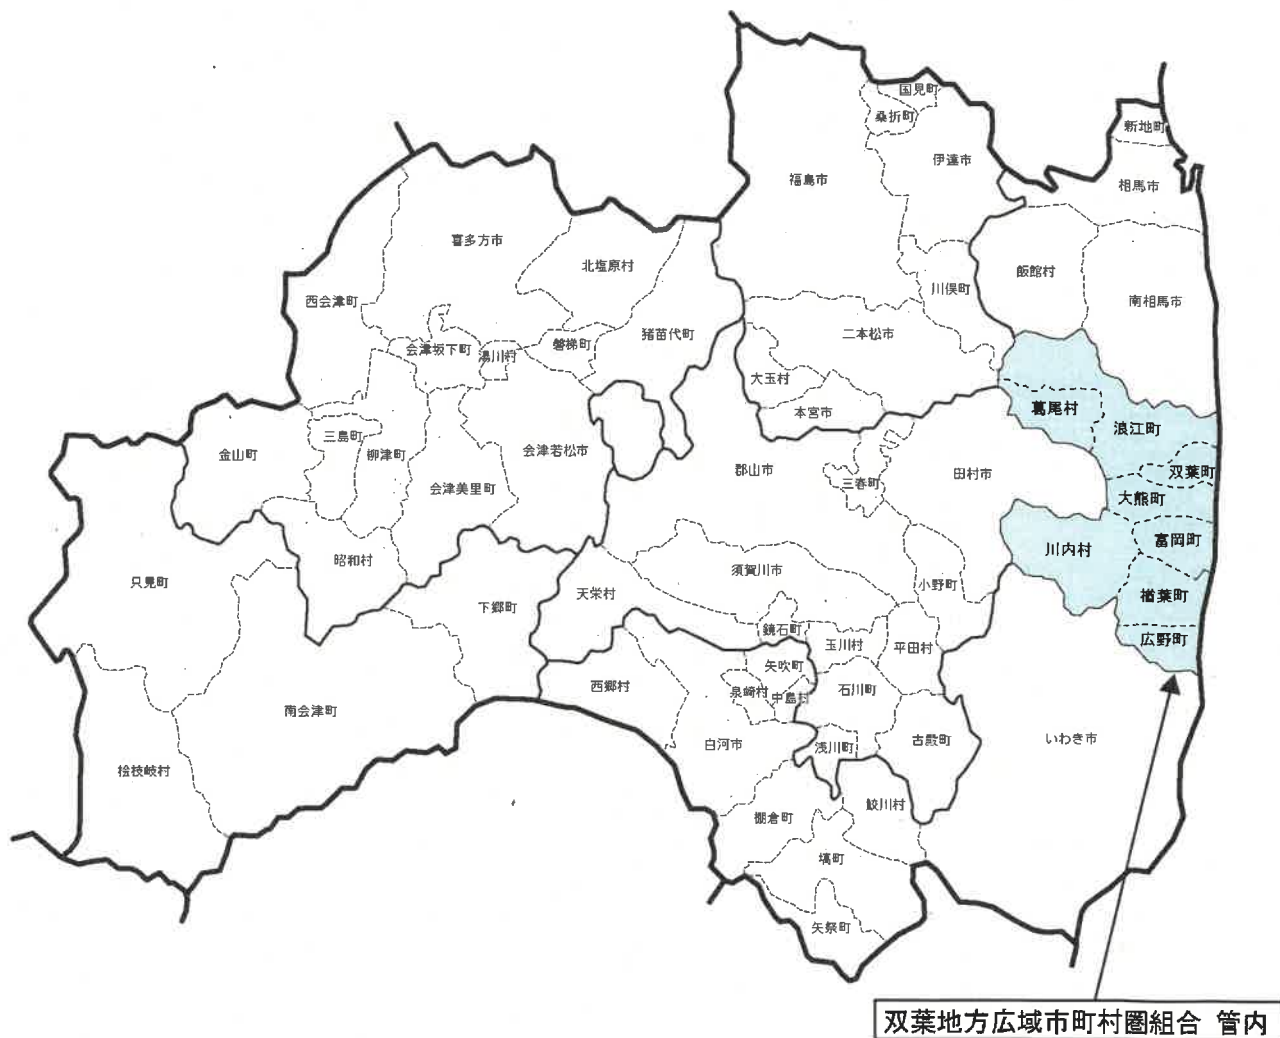 国見町
桑折町
新地町
伊達市
福島市
相馬市
喜多方市
北塩原村
飯館村
川俣町
西会津町
南相馬市
猪苗代町
二本松市
磐梯町
会津坂下町
湯川村
大玉村
葛尾村
本宮市
浪江町
三島町
会津若松市
金山町
柳津町
郡山市
双葉町
田村市
三春町
会津美里町
大熊町
富岡町
川内村
昭和村
須賀川市
只見町
小野町
天栄村
楢葉町
下郷町
鏡石町
広野町
玉川村
平田村
矢吹町
西郷村
石川町
泉崎村
中島村
南会津町
いわき市
古殿町
白河市
浅川町
桧枝岐村
鮫川村
棚倉町
塙町
矢祭町
双葉地方広域市町村圏組合 管内